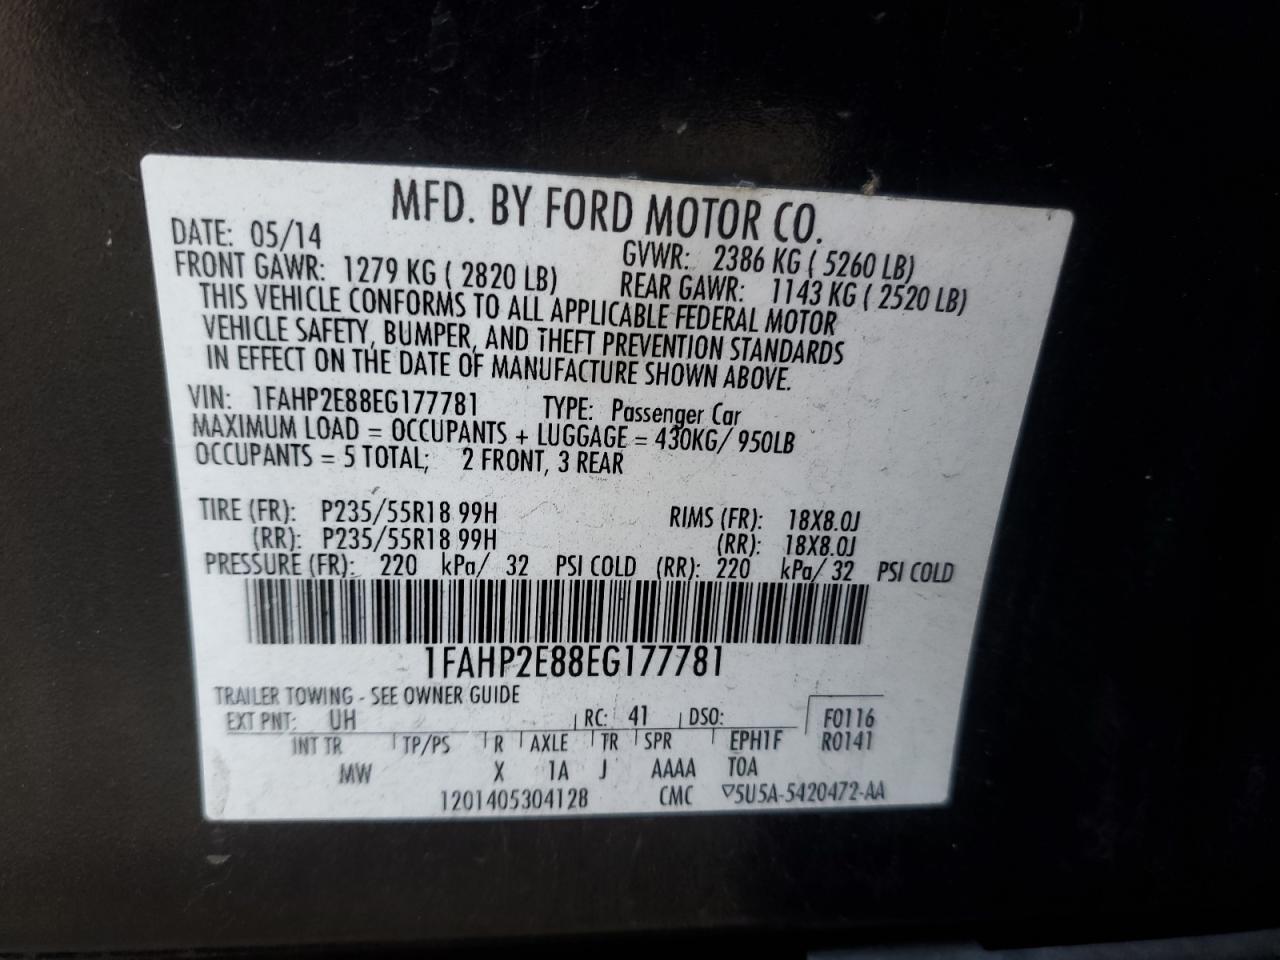 MFD. BY FORD MOTOR CO.
DATE: 05/14 GVWR: 2386 KG ( 5260 LB)
FRONT GAWR: 1279 KG ( 2820 LB) REAR GAWR: 1143 KG ( 2520 LB)
THIS VEHICLE CONFORMS TO ALL APPLICABLE FEDERAL MOTOR
VEHICLE SAFETY, BUMPER, AND THEFT PREVENTION STANDARDS
IN EFFECT ON THE DATE OF MANUFACTURE SHOWN ABOVE.
VIN: 1FAHP2E88EG177781 TYPE: Passenger Car
MAXIMUM LOAD = OCCUPANTS + LUGGAGE = 430KG/ 950LB
OCCUPANTS = 5 TOTAL; 2 FRONT, 3 REAR
TIRE (FR): P235/55R18 99H RIMS (FR): 18X8.0J
(RR): P235/55R18 99H (RR): 18X8.0J
PRESSURE (FR): 220 kPa/ 32 PSI COLD (RR): 220 kPa/ 32 PSI COLD
1FAHP2E88EG177781
TRAILER TOWING - SEE OWNER GUIDE
EXT PNT: UH RC: 41 DSO: F0116
INT TR TP/PS R AXLE TR SPR EPH1F R0141
MW X 1A J AAAA T0A
1201405304128 CMC ▽5U5A-5420472-AA